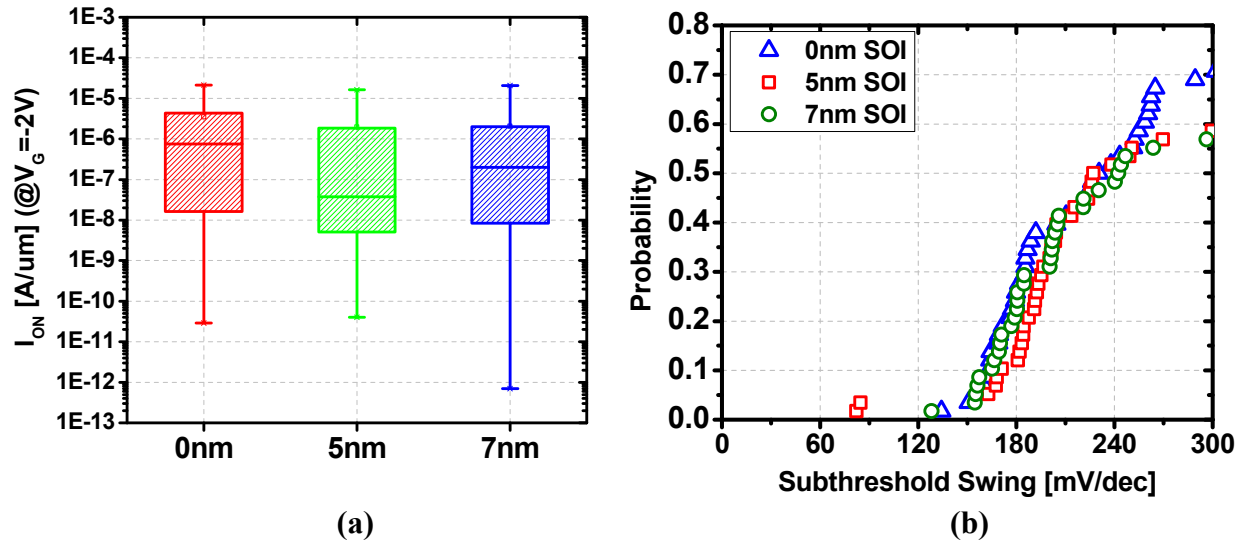 1E-3
1E-4
1E-5
1E-6
1E-7
1E-8
1E-9
1E-10
1E-11
1E-12
1E-13
I_ON [A/um] (@V_G=-2V)
0nm 5nm 7nm
(a)
0.8
0.7
0.6
0.5
0.4
0.3
0.2
0.1
0.0
Probability
0nm SOI
5nm SOI
7nm SOI
0 60 120 180 240 300
Subthreshold Swing [mV/dec]
(b)